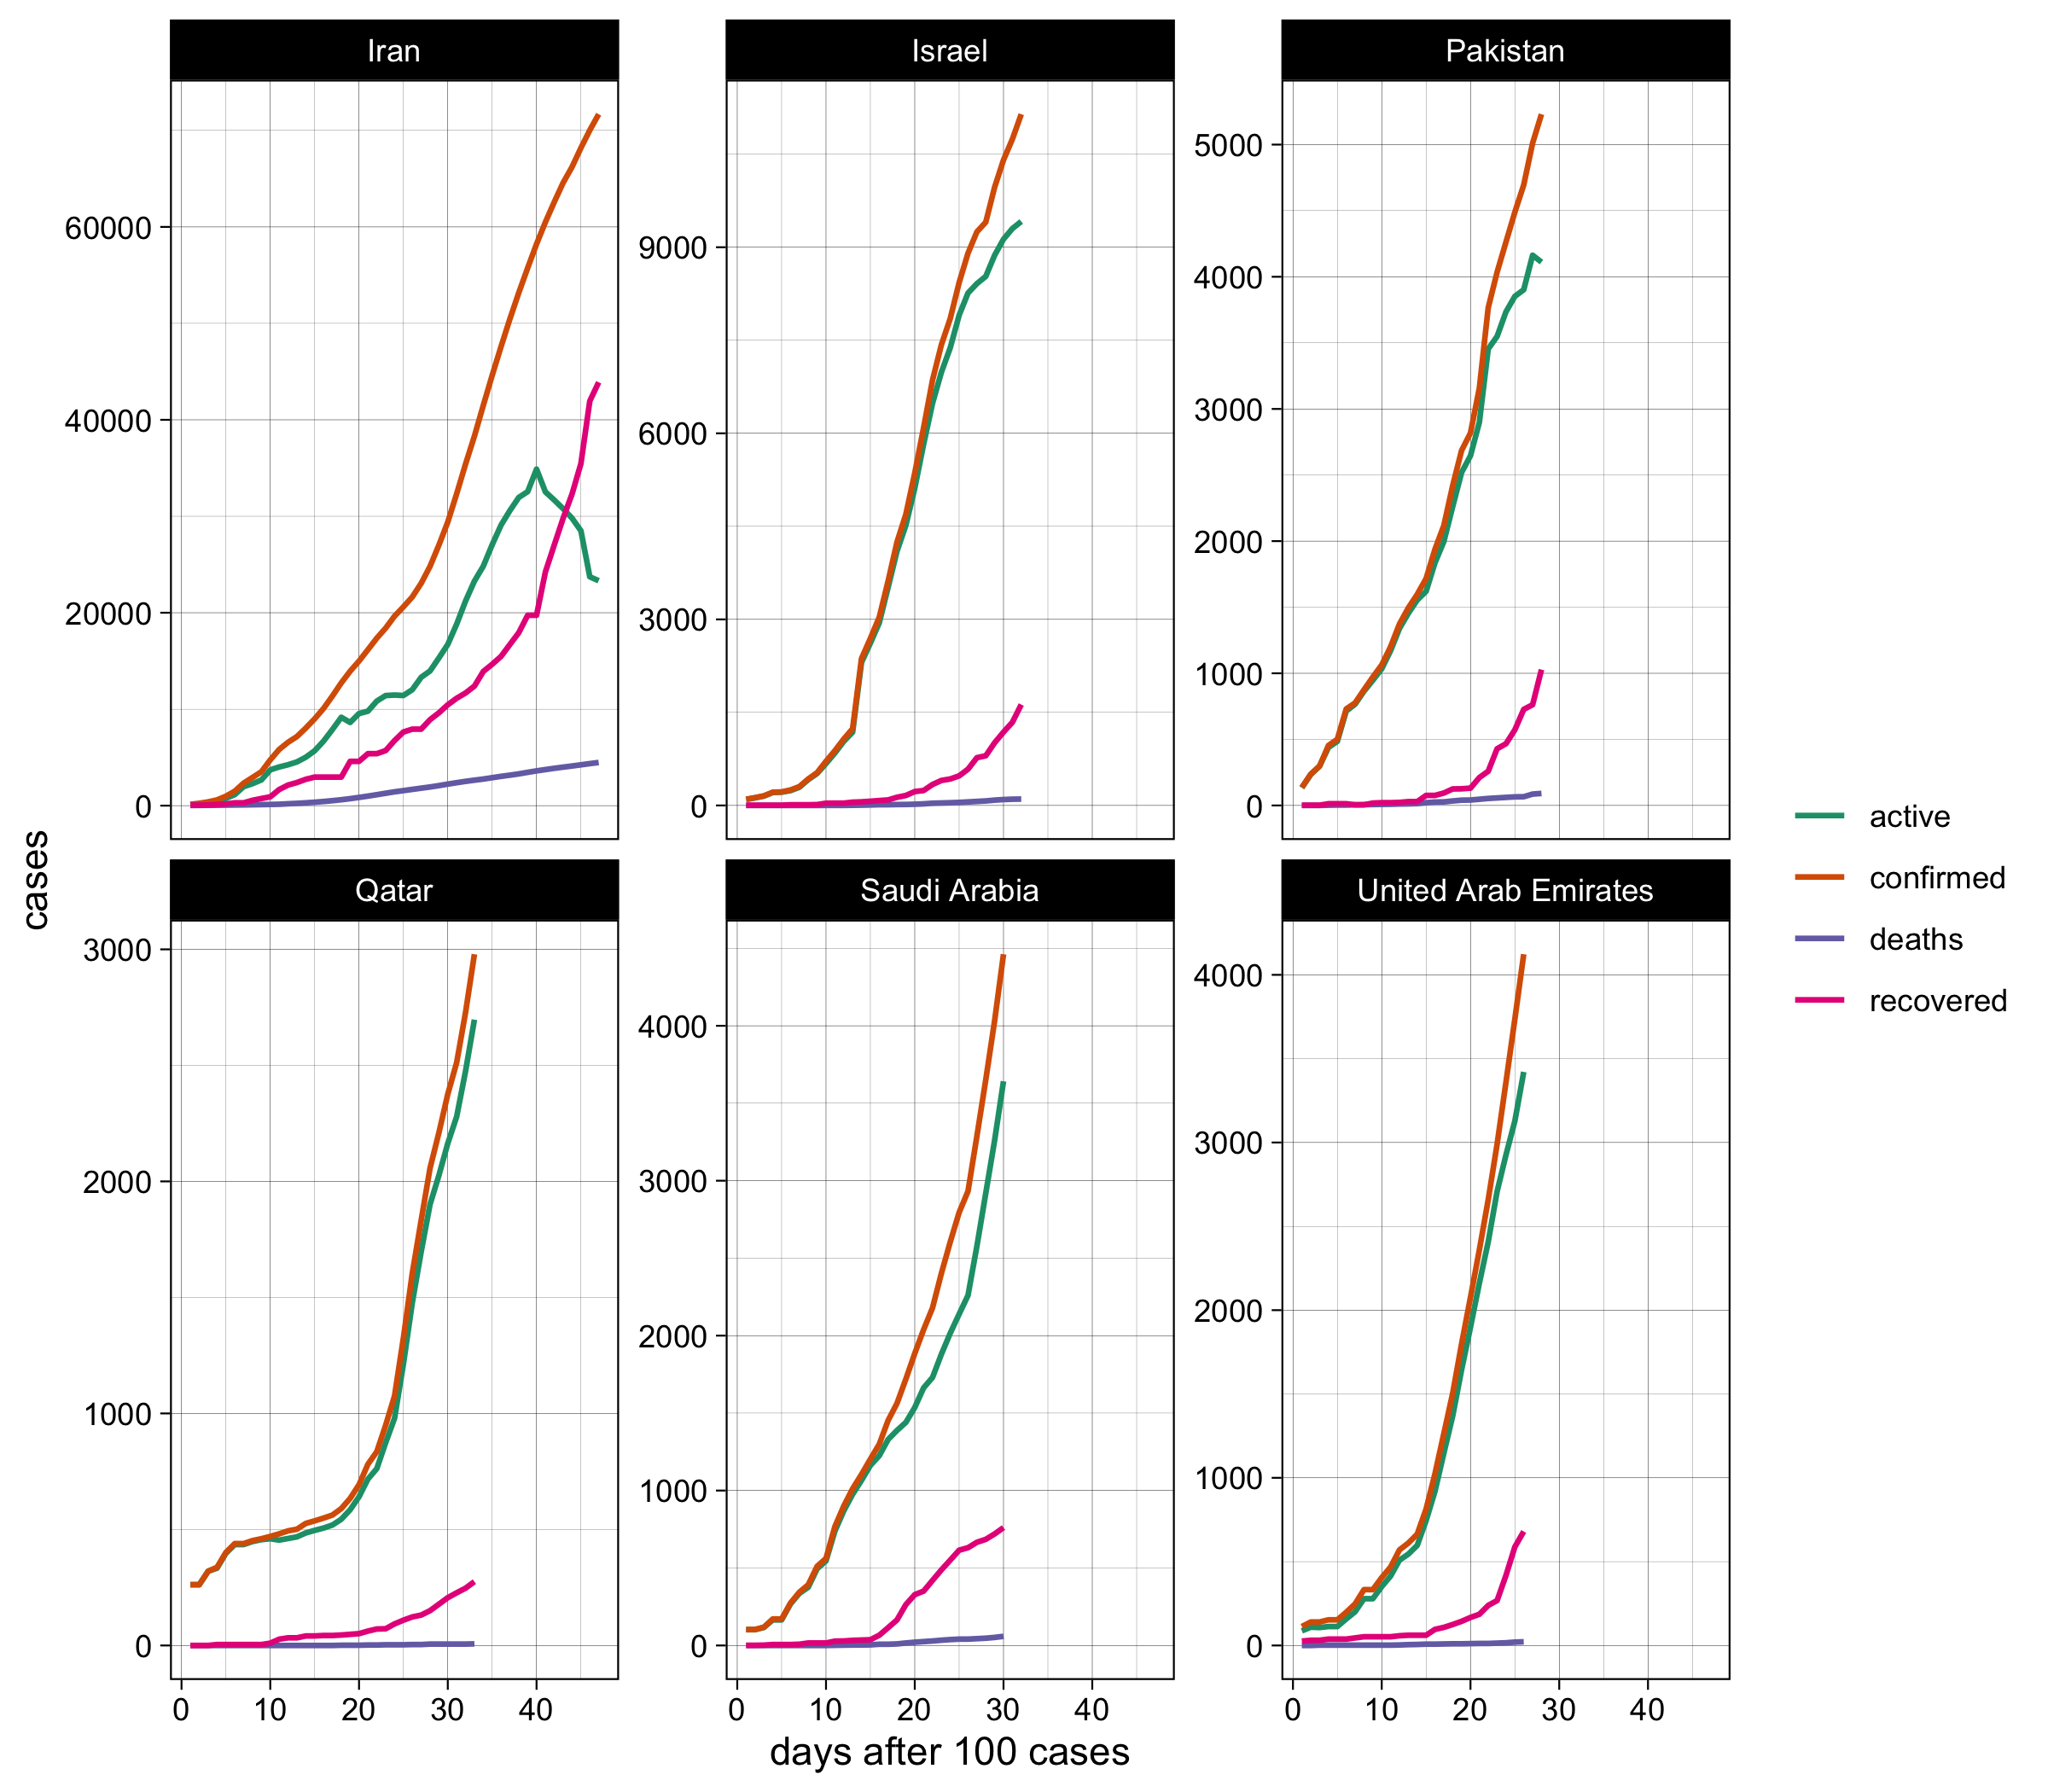 Iran
Israel
Pakistan
60000
40000
20000
0
9000
6000
3000
0
5000
4000
3000
2000
1000
0
Qatar
Saudi Arabia
United Arab Emirates
3000
2000
1000
0
4000
3000
2000
1000
0
4000
3000
2000
1000
0
0 10 20 30 40
0 10 20 30 40
0 10 20 30 40
days after 100 cases
cases
active
confirmed
deaths
recovered